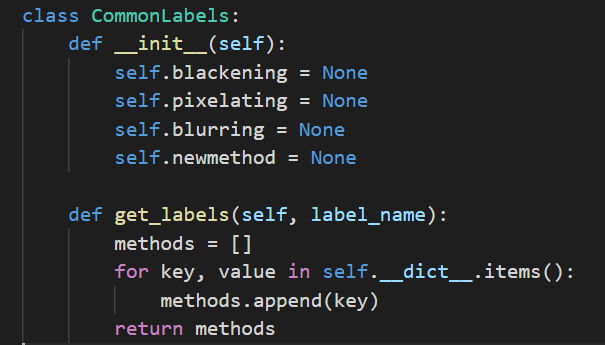 class CommonLabels:
    def __init__(self):
        self.blackening = None
        self.pixelating = None
        self.blurring = None
        self.newmethod = None

    def get_labels(self, label_name):
        methods = []
        for key, value in self.__dict__.items():
            methods.append(key)
        return methods